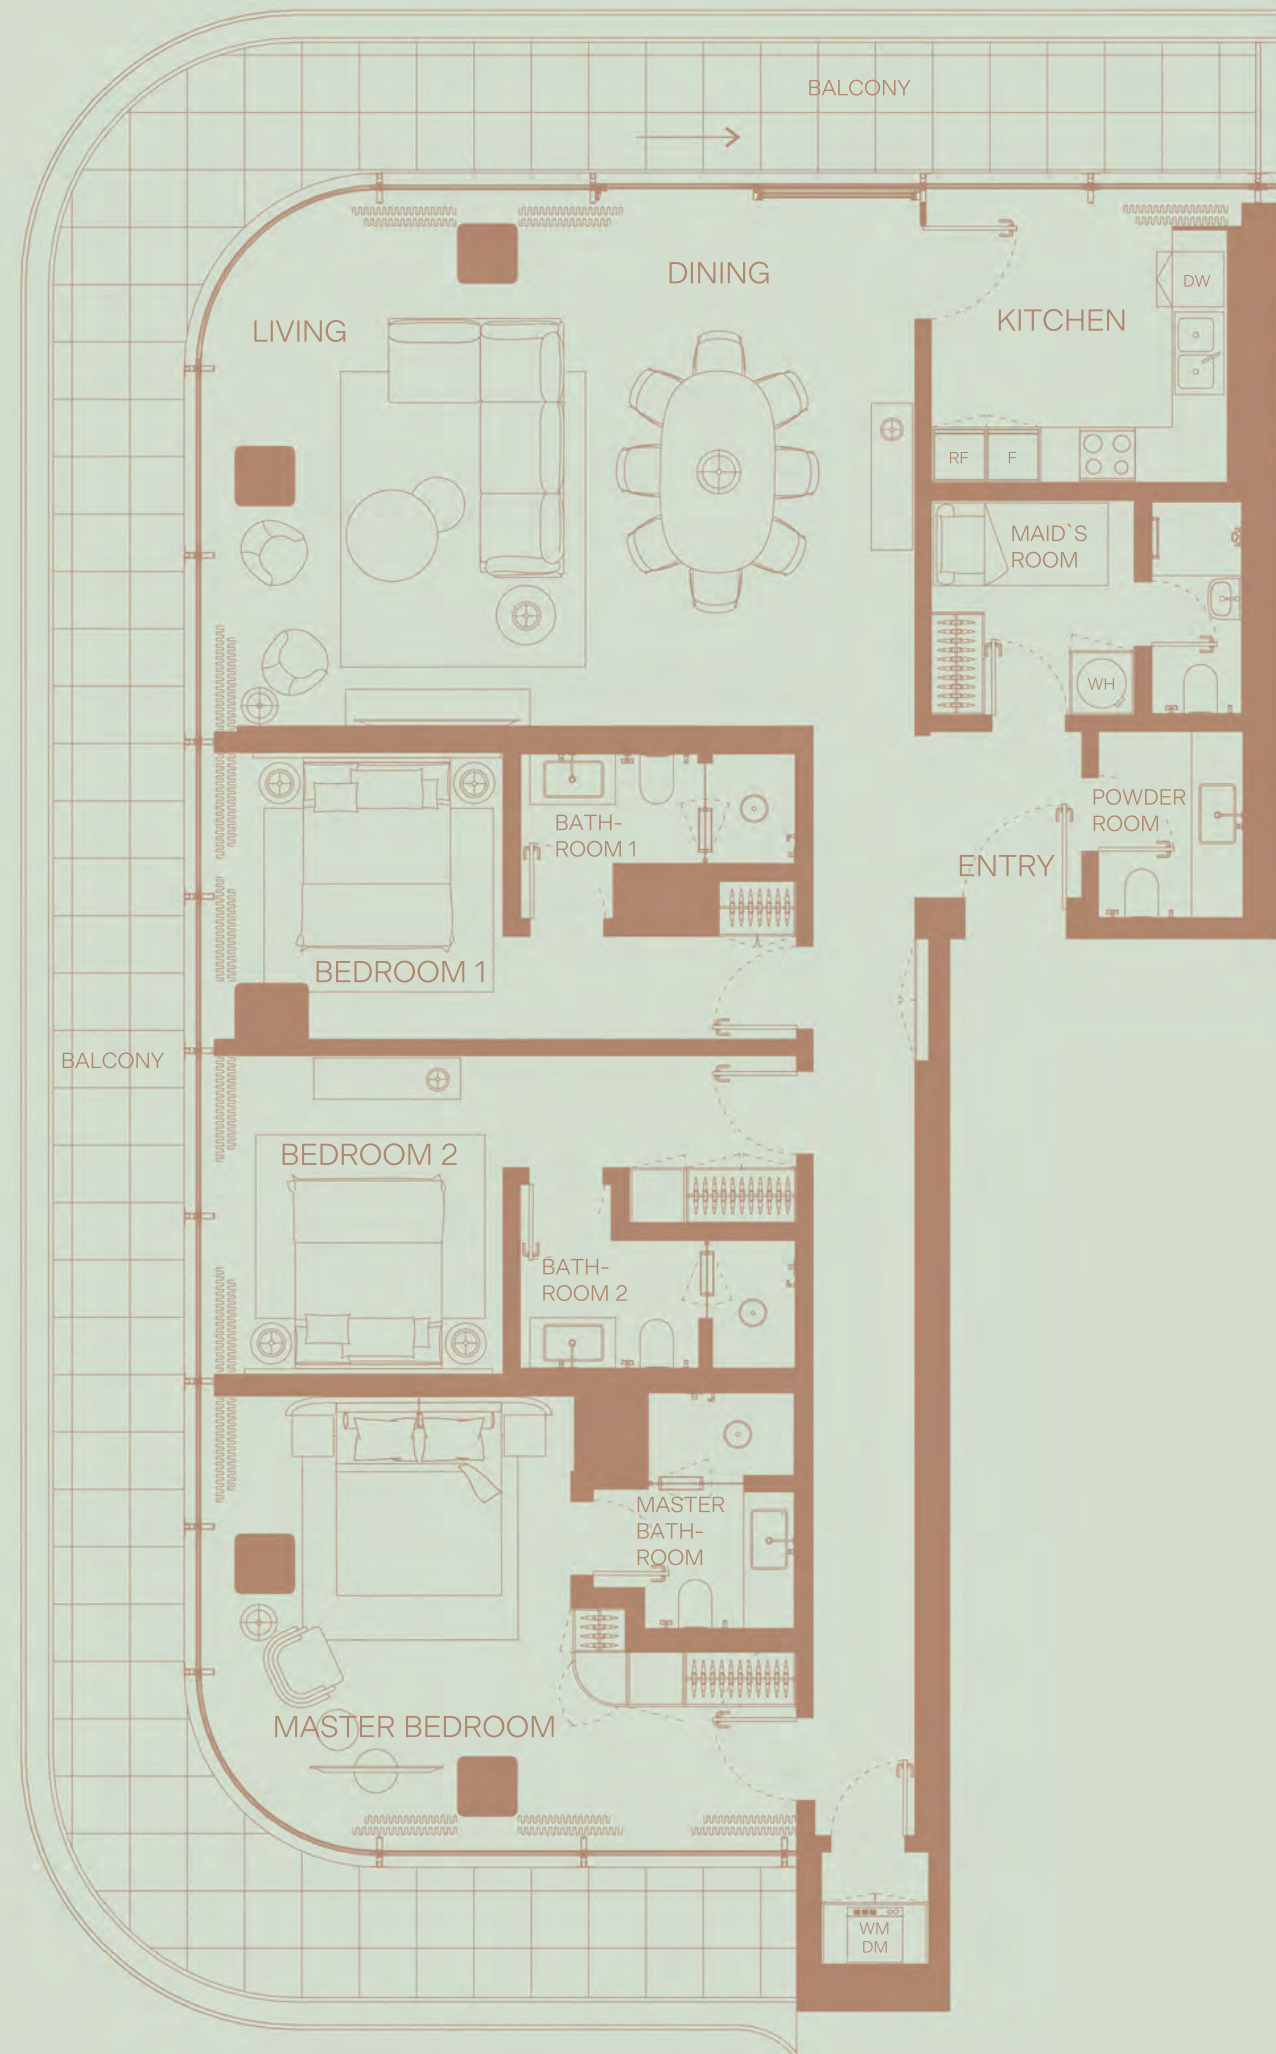 BALCONY
DINING
LIVING
KITCHEN
DW
RF
F
MAID`S
ROOM
WH
POWDER
ROOM
BATH-
ROOM 1
ENTRY
BEDROOM 1
BALCONY
BEDROOM 2
BATH-
ROOM 2
MASTER
BATH-
ROOM
MASTER BEDROOM
WM
DM